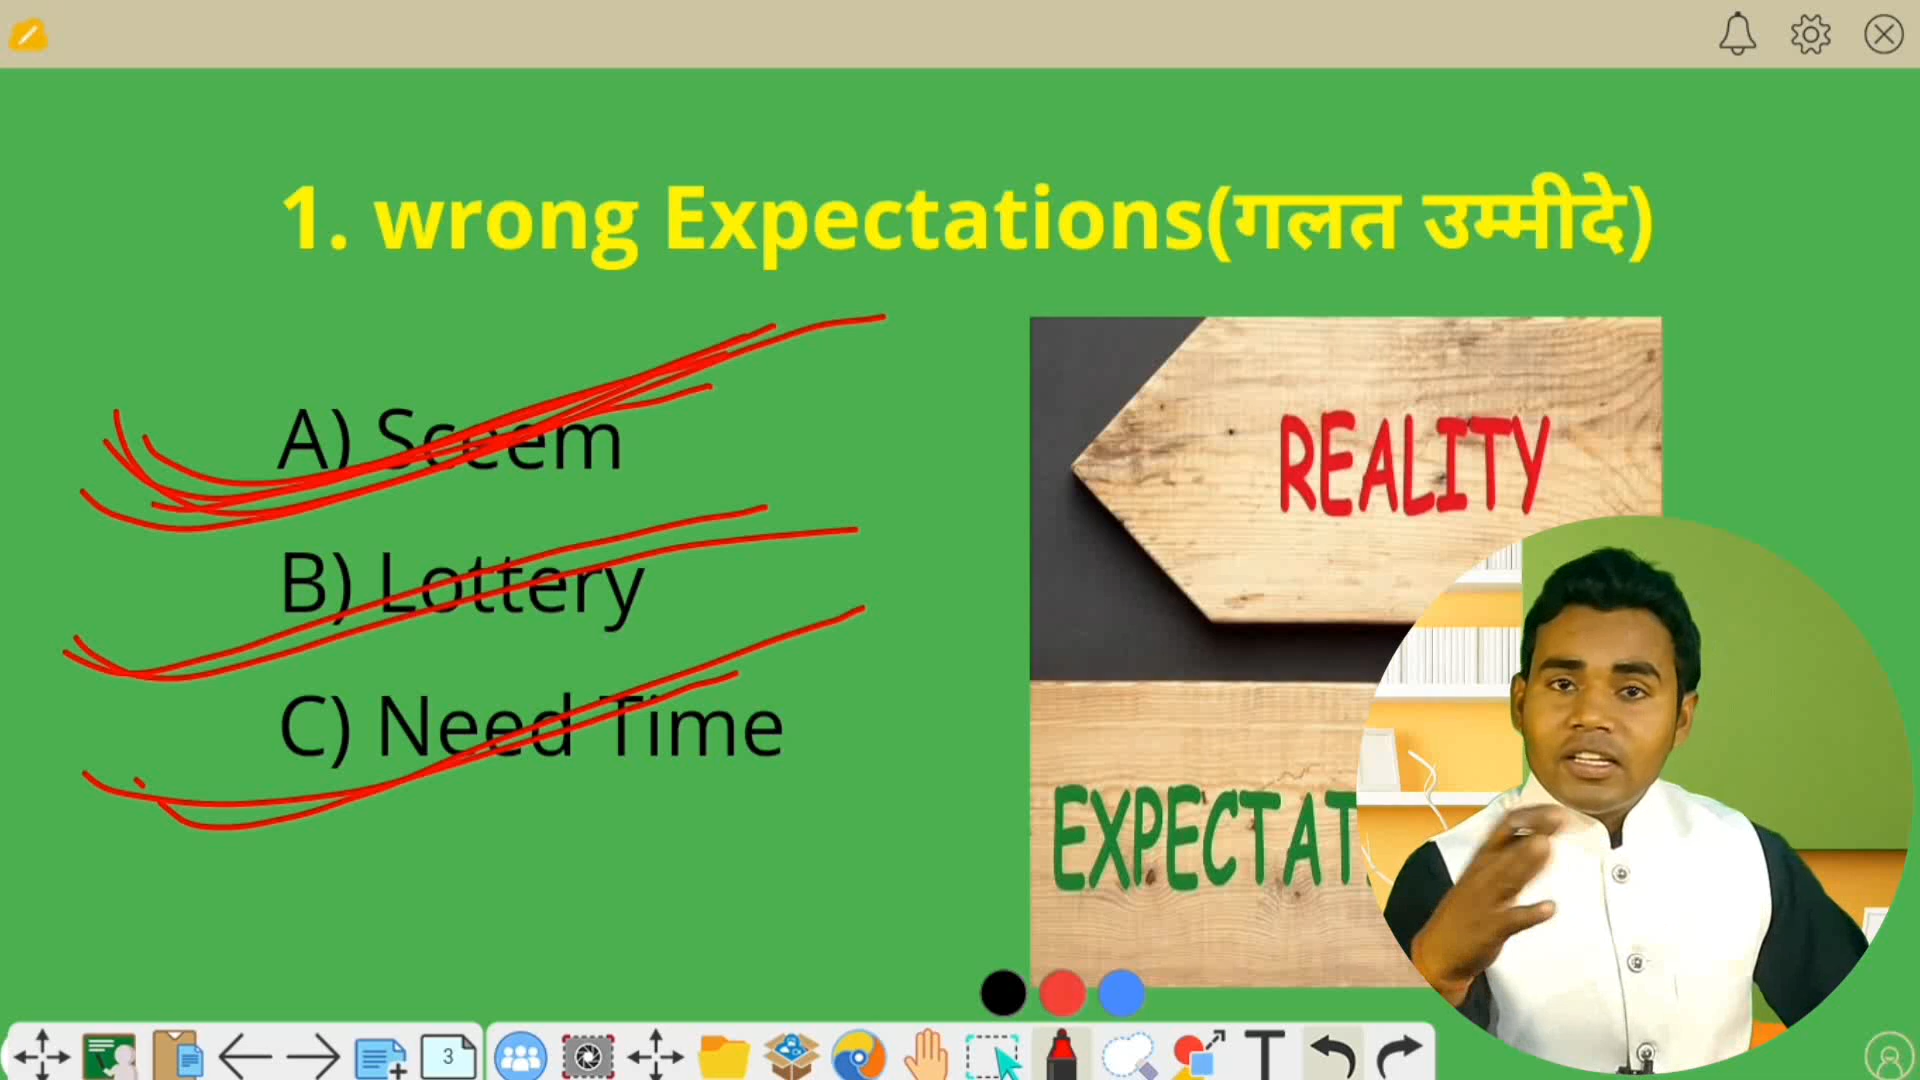 1. wrong Expectations(गलत उम्मीदे)
A) Sceem
B) Lottery
C) Need Time
REALITY
EXPECTAT
3
T